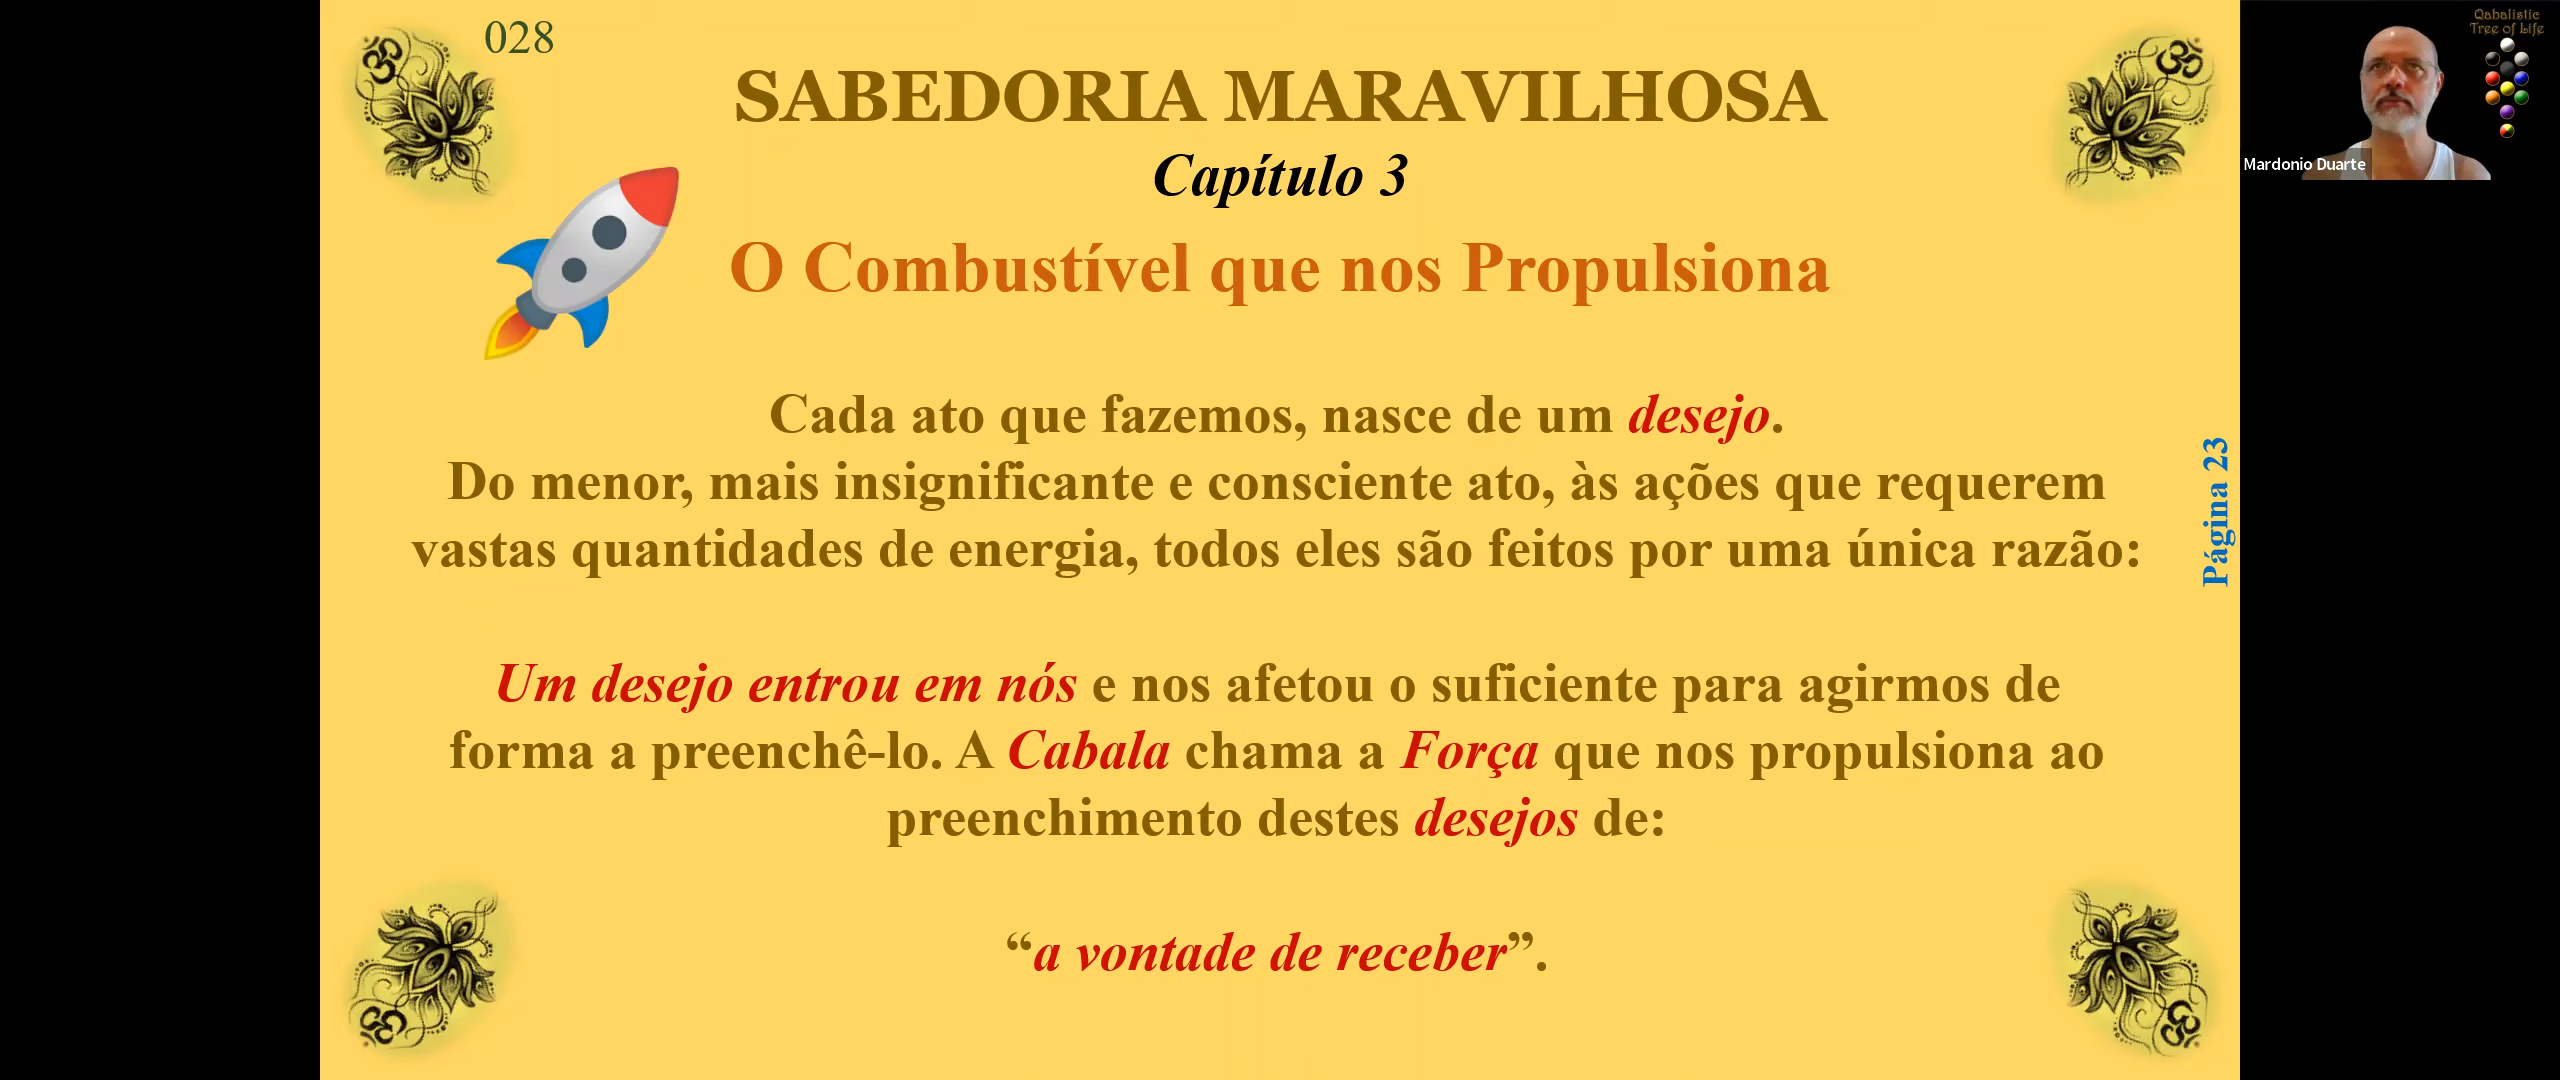 028
SABEDORIA MARAVILHOSA
Capítulo 3
O Combustível que nos Propulsiona
Cada ato que fazemos, nasce de um desejo.
Do menor, mais insignificante e consciente ato, às ações que requerem
vastas quantidades de energia, todos eles são feitos por uma única razão:
Um desejo entrou em nós e nos afetou o suficiente para agirmos de
forma a preenchê-lo. A Cabala chama a Força que nos propulsiona ao
preenchimento destes desejos de:
“a vontade de receber”.
Página 23
Qabalistic
Tree of Life
Mardonio Duarte
ॐ
ॐ
ॐ
ॐ